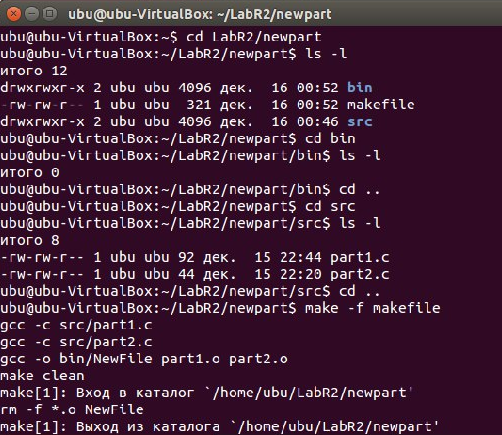 ubu@ubu-VirtualBox: ~/LabR2/newpart
ubu@ubu-VirtualBox:~$ cd LabR2/newpart
ubu@ubu-VirtualBox:~/LabR2/newpart$ ls -l
итого 12
drwxrwxr-x 2 ubu ubu 4096 дек.  16 00:52 bin
-rw-rw-r-- 1 ubu ubu  321 дек.  16 00:52 makefile
drwxrwxr-x 2 ubu ubu 4096 дек.  16 00:46 src
ubu@ubu-VirtualBox:~/LabR2/newpart$ cd bin
ubu@ubu-VirtualBox:~/LabR2/newpart/bin$ ls -l
итого 0
ubu@ubu-VirtualBox:~/LabR2/newpart/bin$ cd ..
ubu@ubu-VirtualBox:~/LabR2/newpart$ cd src
ubu@ubu-VirtualBox:~/LabR2/newpart/src$ ls -l
итого 8
-rw-rw-r-- 1 ubu ubu 92 дек.  15 22:44 part1.c
-rw-rw-r-- 1 ubu ubu 44 дек.  15 22:20 part2.c
ubu@ubu-VirtualBox:~/LabR2/newpart/src$ cd ..
ubu@ubu-VirtualBox:~/LabR2/newpart$ make -f makefile
gcc -c src/part1.c
gcc -c src/part2.c
gcc -o bin/NewFile part1.o part2.o
make clean
make[1]: Вход в каталог `/home/ubu/LabR2/newpart'
rm -f *.o NewFile
make[1]: Выход из каталога `/home/ubu/LabR2/newpart'